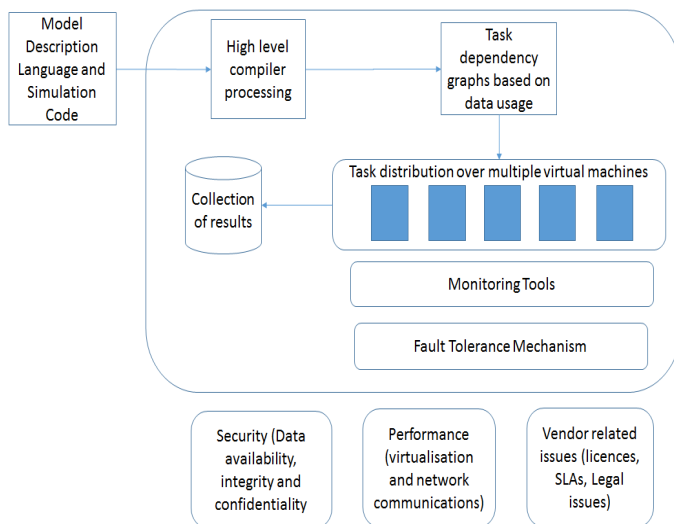 Model
Description
Language and
Simulation
Code
High level
compiler
processing
Task
dependency
graphs based on
data usage
Task distribution over multiple virtual machines
Collection
of results
Monitoring Tools
Fault Tolerance Mechanism
Security (Data
availability,
integrity and
confidentiality
Performance
(virtualisation
and network
communications)
Vendor related
issues (licences,
SLAs, Legal
issues)